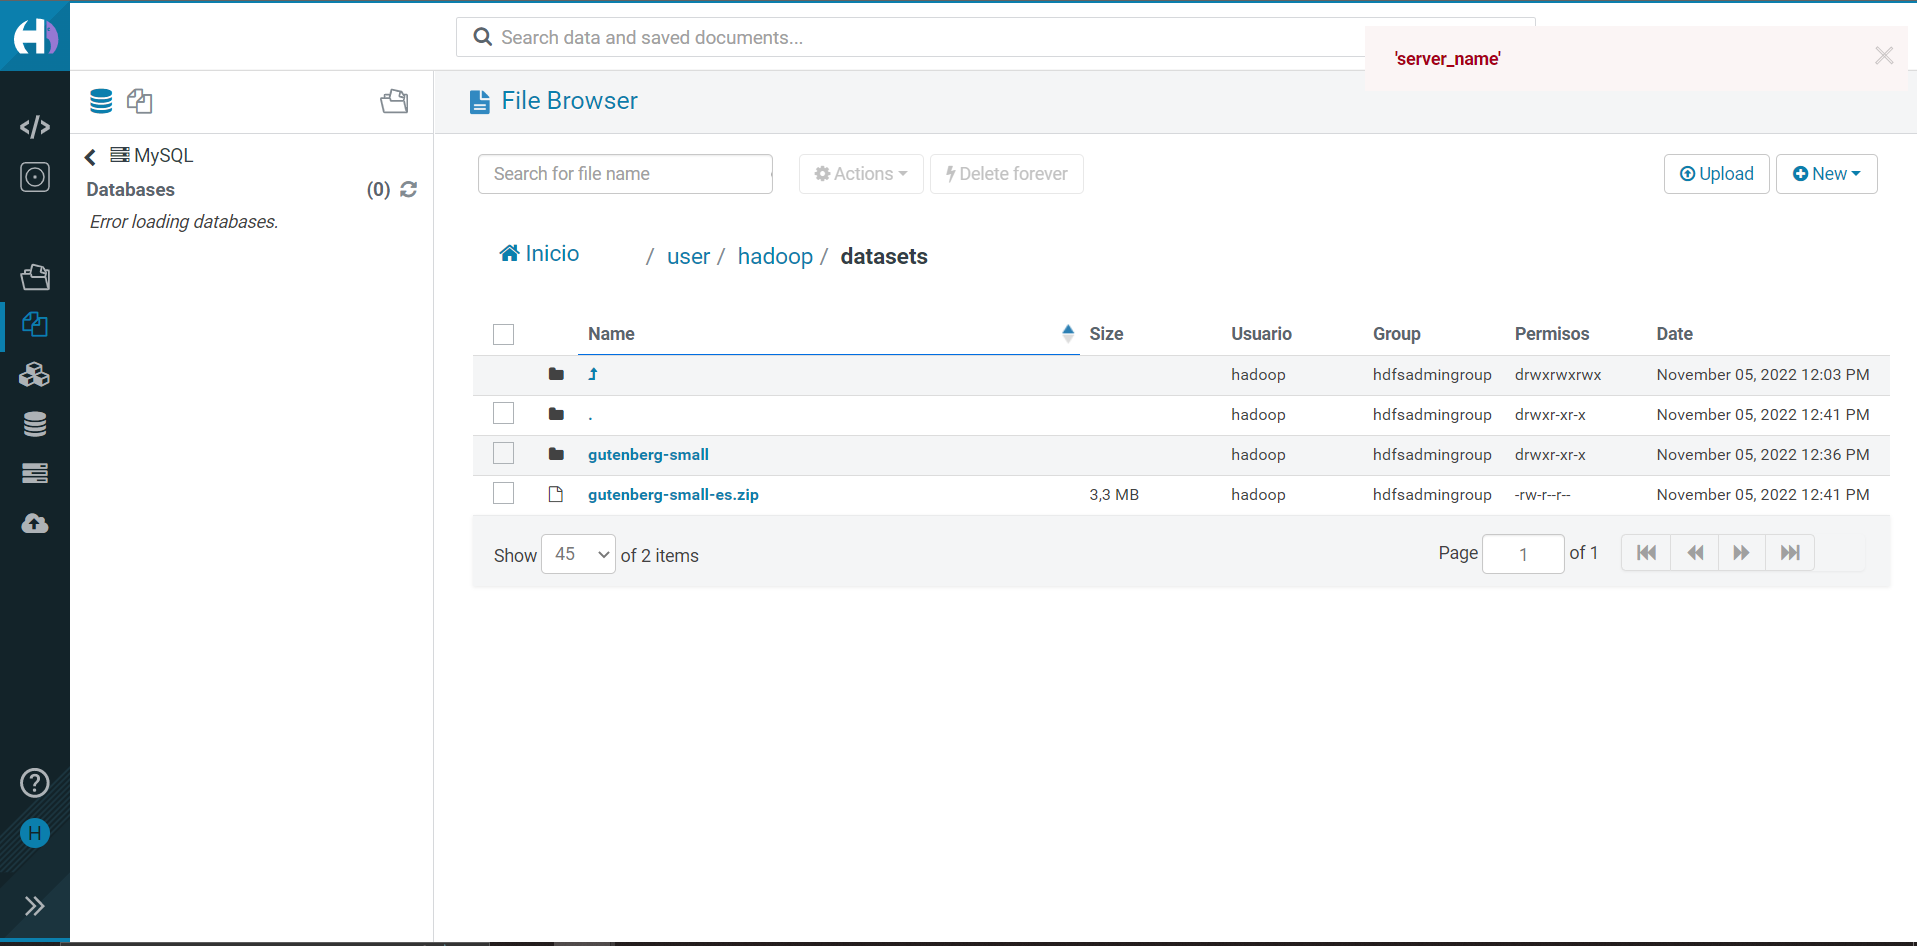 Search data and saved documents...
'server_name'
File Browser
MySQL
Databases (0)
Error loading databases.
Search for file name
Actions
Delete forever
Upload
New
Inicio / user / hadoop / datasets
Name Size Usuario Group Permisos Date
hadoop hdfsadmingroup drwxrwxrwx November 05, 2022 12:03 PM
. hadoop hdfsadmingroup drwxr-xr-x November 05, 2022 12:41 PM
gutenberg-small hadoop hdfsadmingroup drwxr-xr-x November 05, 2022 12:36 PM
gutenberg-small-es.zip 3,3 MB hadoop hdfsadmingroup -rw-r--r-- November 05, 2022 12:41 PM
Show 45 of 2 items
Page 1 of 1
H